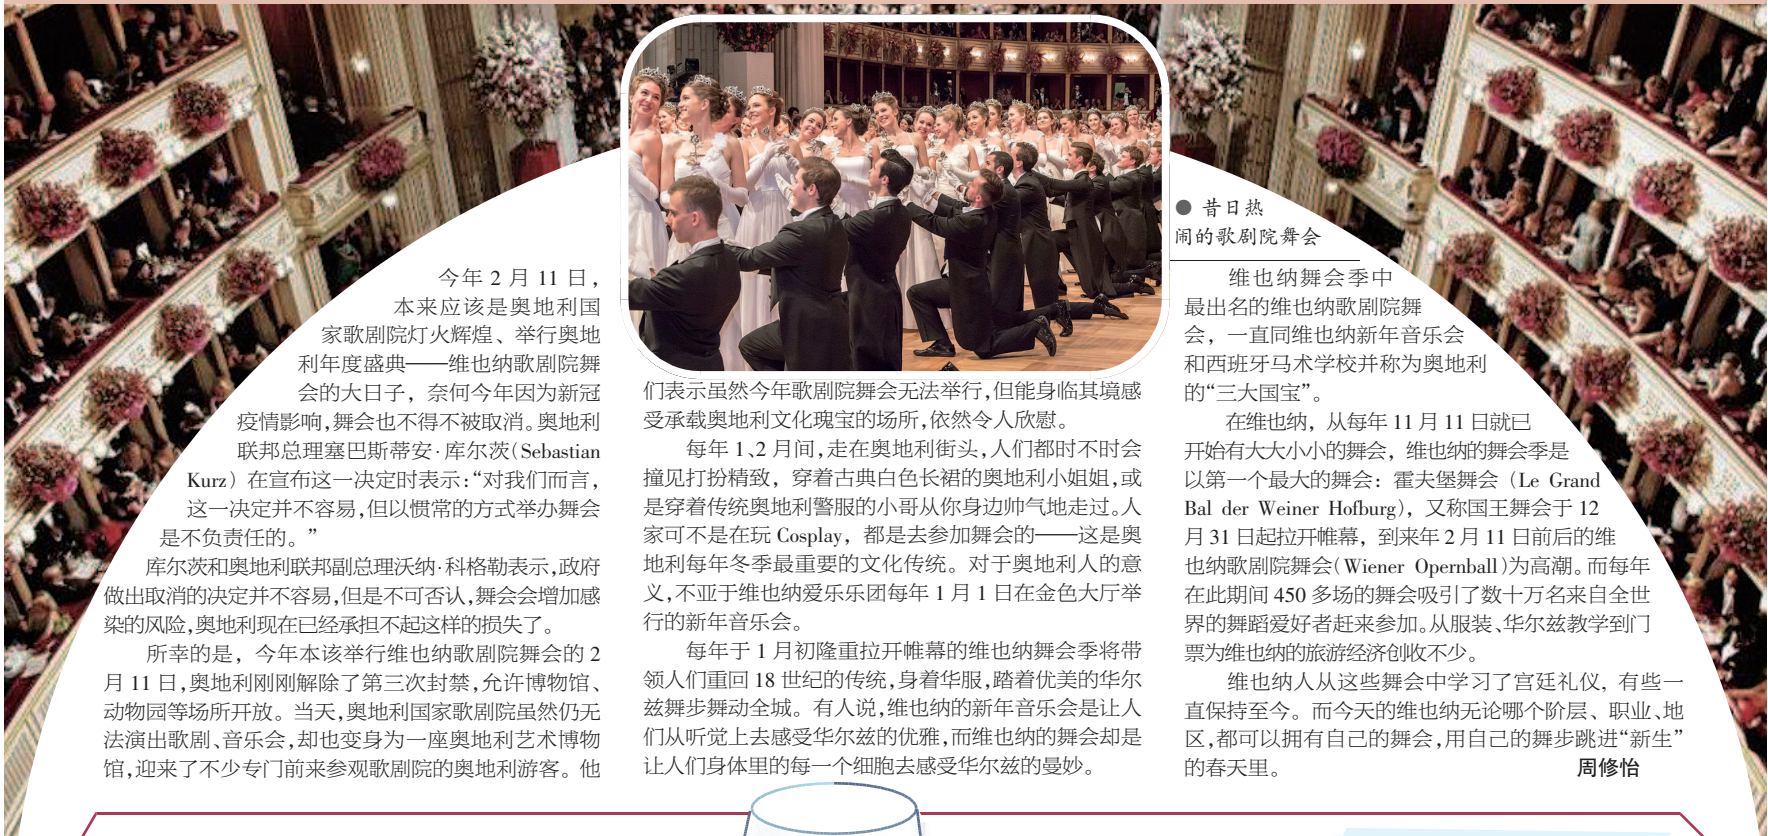 ● 昔日热
闹的歌剧院舞会
今年 2 月 11 日，
本来应该是奥地利国
家歌剧院灯火辉煌、举行奥地
利年度盛典——维也纳歌剧院舞
会的大日子，奈何今年因为新冠
疫情影响，舞会也不得不被取消。奥地利
联邦总理塞巴斯蒂安·库尔茨（Sebastian
Kurz）在宣布这一决定时表示：“对我们而言，
这一决定并不容易，但以惯常的方式举办舞会
是不负责任的。”
库尔茨和奥地利联邦副总理沃纳·科格勒表示，政府
做出取消的决定并不容易，但是不可否认，舞会会增加感
染的风险，奥地利现在已经承担不起这样的损失了。
所幸的是，今年本该举行维也纳歌剧院舞会的 2
月 11 日，奥地利刚刚解除了第三次封禁，允许博物馆、
动物园等场所开放。当天，奥地利国家歌剧院虽然仍无
法演出歌剧、音乐会，却也变身为一座奥地利艺术博物
馆，迎来了不少专门前来参观歌剧院的奥地利游客。他
们表示虽然今年歌剧院舞会无法举行，但能身临其境感
受承载奥地利文化瑰宝的场所，依然令人欣慰。
每年 1、2 月间，走在奥地利街头，人们都时不时会
撞见打扮精致，穿着古典白色长裙的奥地利小姐姐，或
是穿着传统奥地利警服的小哥从你身边帅气地走过。人
家可不是在玩 Cosplay，都是去参加舞会的——这是奥
地利每年冬季最重要的文化传统。对于奥地利人的意
义，不亚于维也纳爱乐乐团每年 1 月 1 日在金色大厅举
行的新年音乐会。
每年于 1 月初隆重拉开帷幕的维也纳舞会季将带
领人们重回 18 世纪的传统，身着华服，踏着优美的华尔
兹舞步舞动全城。有人说，维也纳的新年音乐会是让人
们从听觉上去感受华尔兹的优雅，而维也纳的舞会却是
让人们身体里的每一个细胞去感受华尔兹的曼妙。
维也纳舞会季中
最出名的维也纳歌剧院舞
会，一直同维也纳新年音乐会
和西班牙马术学校并称为奥地利
的“三大国宝”。
在维也纳，从每年 11 月 11 日就已
开始有大大小小的舞会，维也纳的舞会季是
以第一个最大的舞会：霍夫堡舞会（Le Grand
Bal der Weiner Hofburg），又称国王舞会于 12
月 31 日起拉开帷幕，到来年 2 月 11 日前后的维
也纳歌剧院舞会（Wiener Opernball）为高潮。而每年
在此期间 450 多场的舞会吸引了数十万名来自全世
界的舞蹈爱好者赶来参加。从服装、华尔兹教学到门
票为维也纳的旅游经济创收不少。
维也纳人从这些舞会中学习了宫廷礼仪，有些一
直保持至今。而今天的维也纳无论哪个阶层、职业、地
区，都可以拥有自己的舞会，用自己的舞步跳进“新生”
的春天里。 周修怡